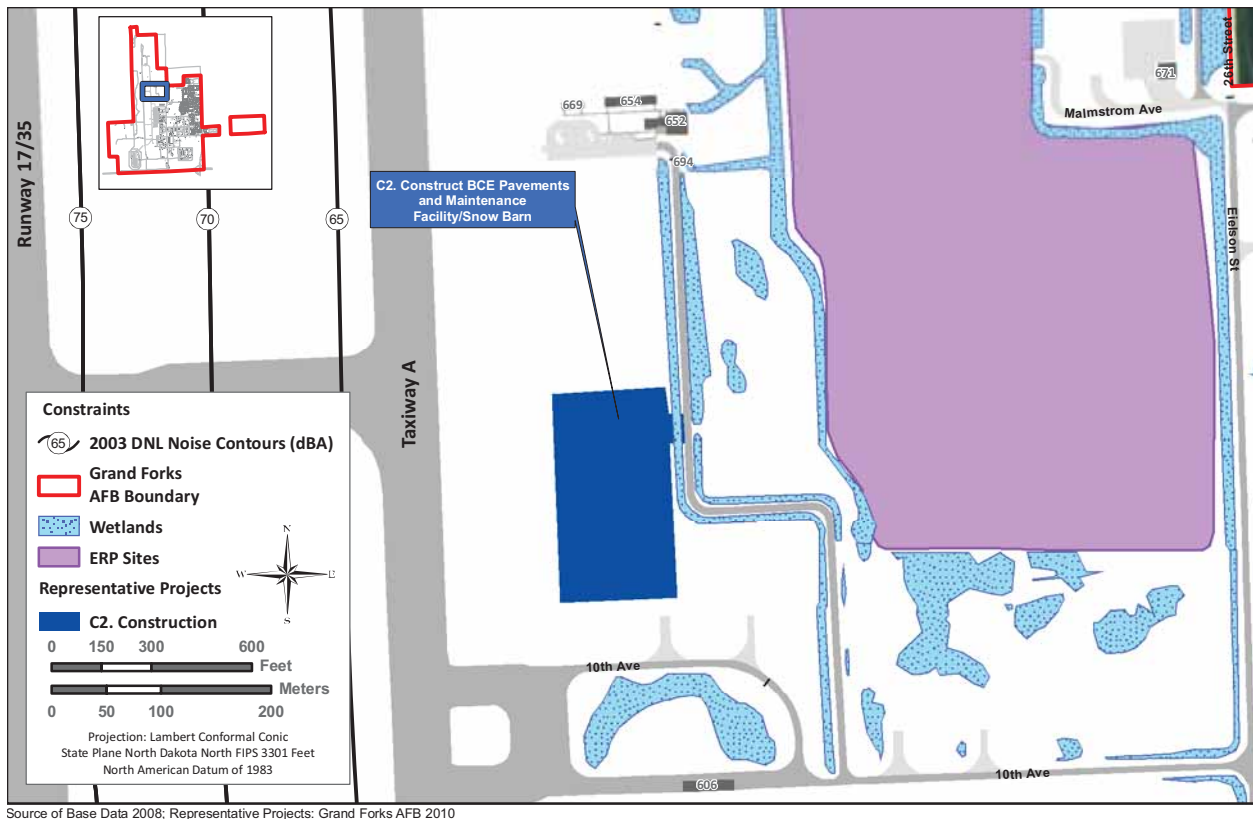 Runway 17/35
75
70
65
669
654
652
694
671
26th Street
Malmstrom Ave
Eielson St
C2. Construct BCE Pavements
and Maintenance
Facility/Snow Barn
Taxiway A
Constraints
65
2003 DNL Noise Contours (dBA)
Grand Forks
AFB Boundary
Wetlands
ERP Sites
N
W
E
S
Representative Projects
C2. Construction
0 150 300 600
Feet
Meters
0 50 100 200
Projection: Lambert Conformal Conic
State Plane North Dakota North FIPS 3301 Feet
North American Datum of 1983
10th Ave
606
10th Ave
Source of Base Data 2008; Representative Projects: Grand Forks AFB 2010